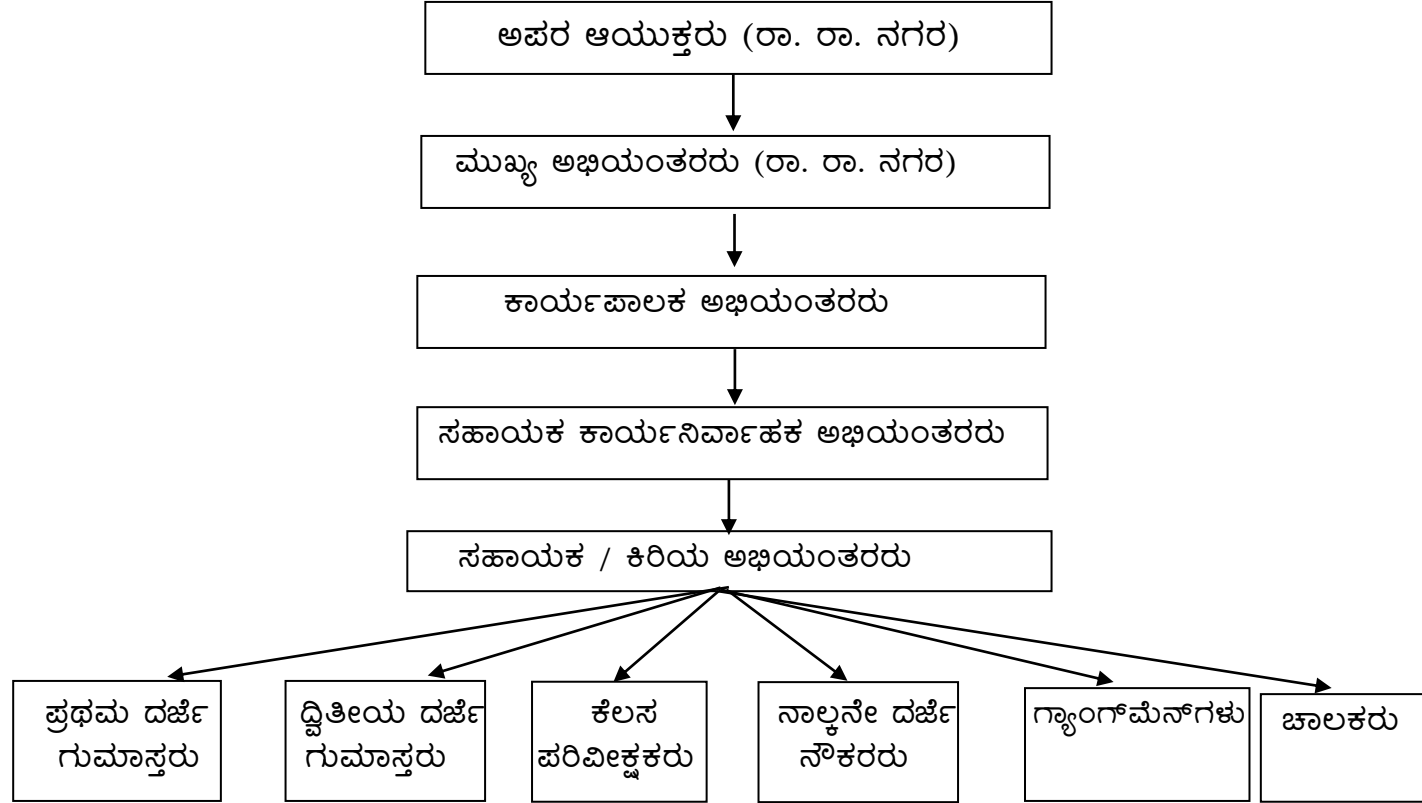 ಅಪರ ಆಯುಕ್ತರು (ರಾ. ರಾ. ನಗರ)
ಮುಖ್ಯ ಅಭಿಯಂತರರು (ರಾ. ರಾ. ನಗರ)
ಕಾರ್ಯಪಾಲಕ ಅಭಿಯಂತರರು
ಸಹಾಯಕ ಕಾರ್ಯನಿರ್ವಾಹಕ ಅಭಿಯಂತರರು
ಸಹಾಯಕ / ಕಿರಿಯ ಅಭಿಯಂತರರು
ಪ್ರಥಮ ದರ್ಜೆ
ಗುಮಾಸ್ತರು
ದ್ವಿತೀಯ ದರ್ಜೆ
ಗುಮಾಸ್ತರು
ಕೆಲಸ
ಪರಿವೀಕ್ಷಕರು
ನಾಲ್ಕನೇ ದರ್ಜೆ
ನೌಕರರು
ಗ್ಯಾಂಗ್‌ಮೆನ್‌ಗಳು
ಚಾಲಕರು